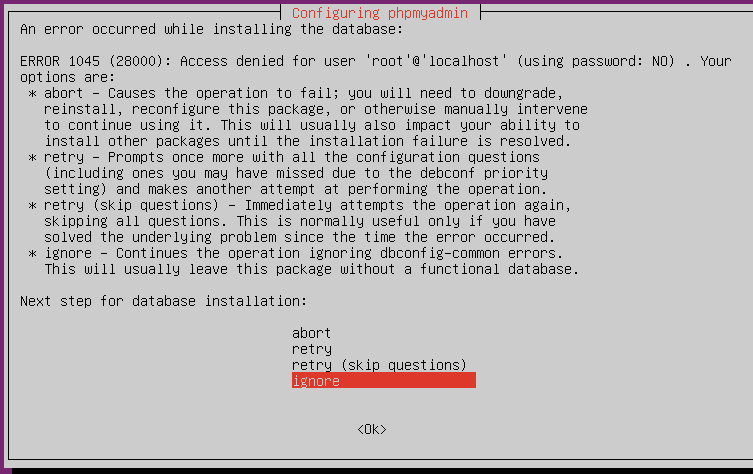 Configuring phpmyadmin
An error occurred while installing the database:
ERROR 1045 (28000): Access denied for user 'root'@'localhost' (using password: NO) . Your
options are:
* abort - Causes the operation to fail; you will need to downgrade,
reinstall, reconfigure this package, or otherwise manually intervene
to continue using it. This will usually also impact your ability to
install other packages until the installation failure is resolved.
* retry - Prompts once more with all the configuration questions
(including ones you may have missed due to the debconf priority
setting) and makes another attempt at performing the operation.
* retry (skip questions) - Immediately attempts the operation again,
skipping all questions. This is normally useful only if you have
solved the underlying problem since the time the error occurred.
* ignore - Continues the operation ignoring dbconfig-common errors.
This will usually leave this package without a functional database.
Next step for database installation:
abort
retry
retry (skip questions)
ignore
<Ok>